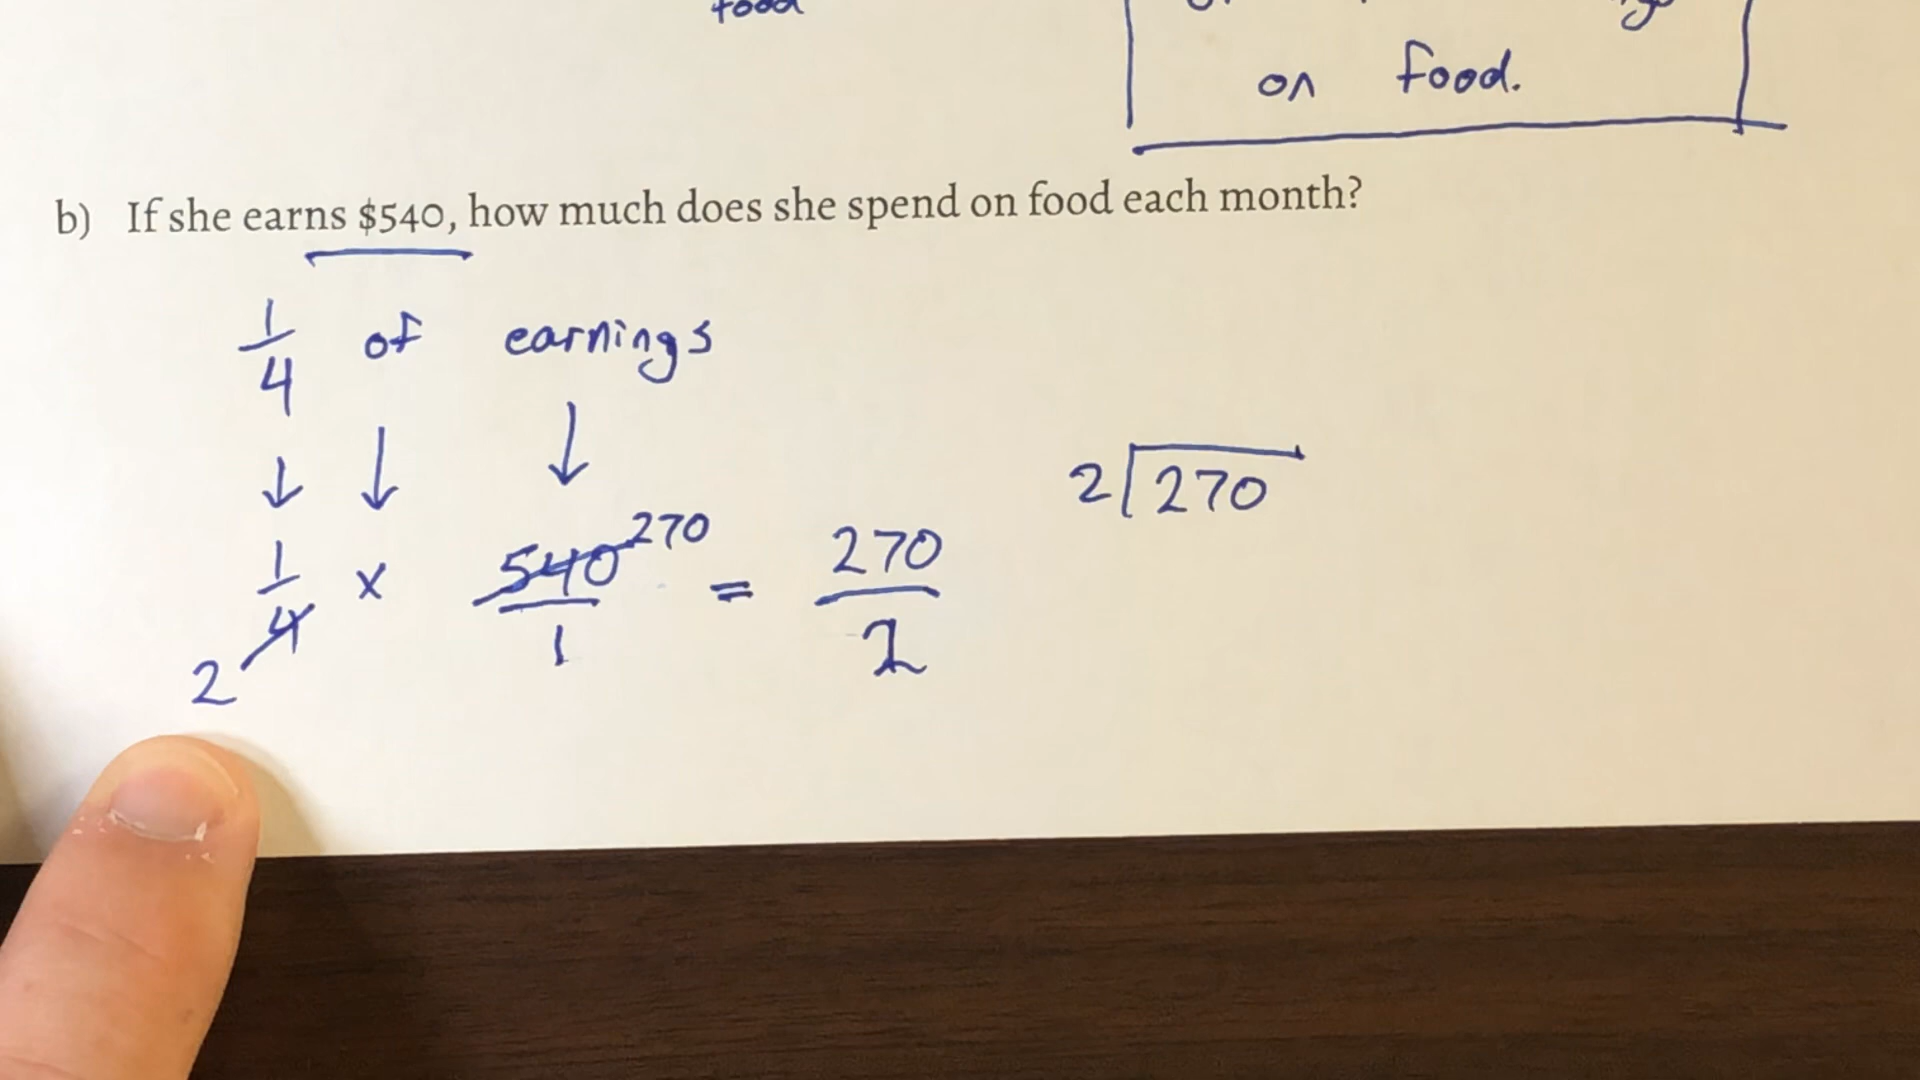 food
on food.
b) If she earns $540, how much does she spend on food each month?
1/4 of earnings
↓ ↓ ↓
1/4 2 × 540/1 270 = 270/2
2 270